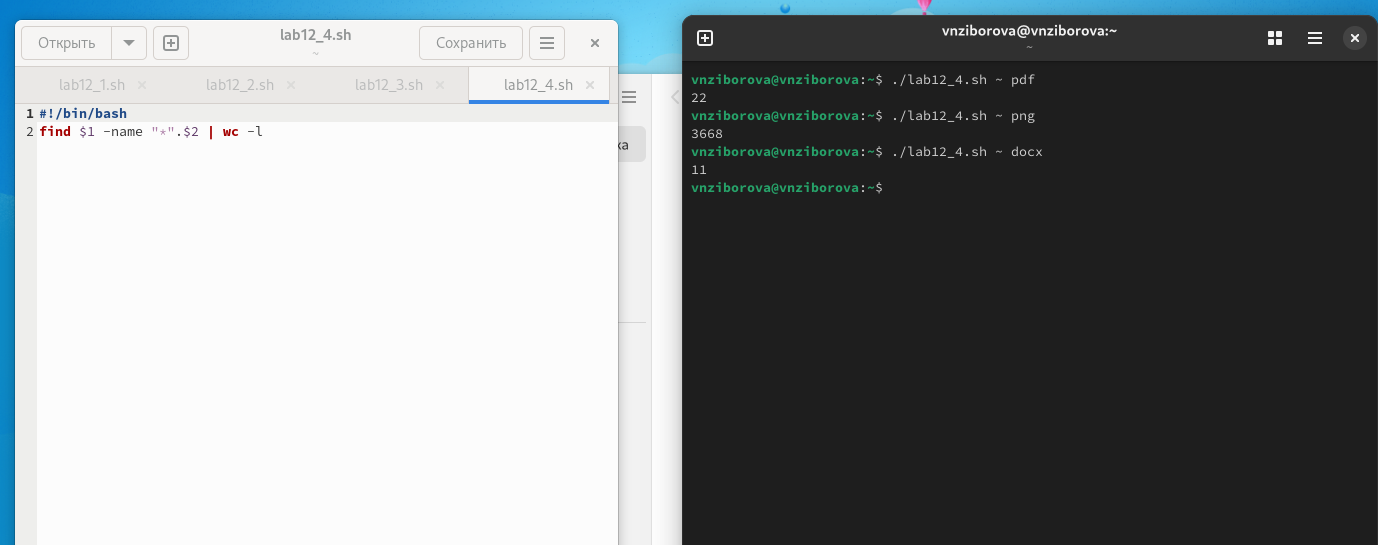 Открыть
lab12_4.sh
~
Сохранить
lab12_1.sh
lab12_2.sh
lab12_3.sh
lab12_4.sh
1 #!/bin/bash
2 find $1 -name "*".$2 | wc -l
ка
vnziborova@vnziborova:~
~
vnziborova@vnziborova:~$ ./lab12_4.sh ~ pdf
22
vnziborova@vnziborova:~$ ./lab12_4.sh ~ png
3668
vnziborova@vnziborova:~$ ./lab12_4.sh ~ docx
11
vnziborova@vnziborova:~$